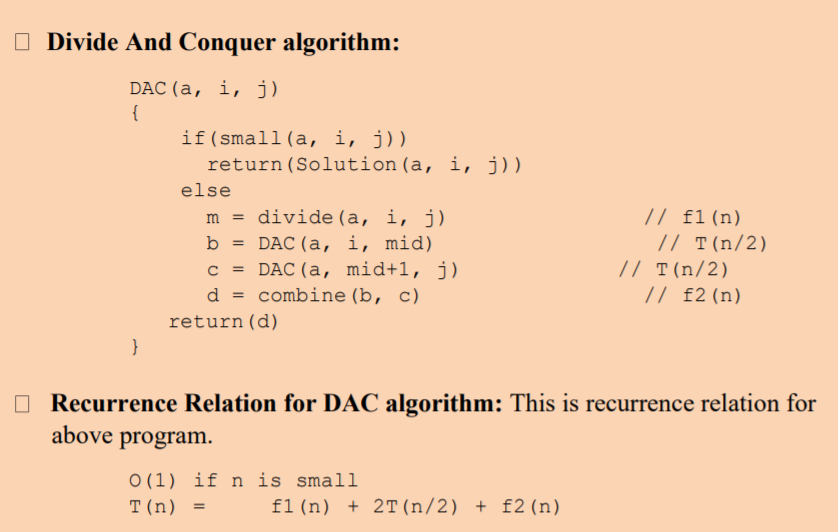 Divide And Conquer algorithm:
DAC(a, i, j)
{
if(small(a, i, j))
return(Solution(a, i, j))
else
m = divide(a, i, j) // f1(n)
b = DAC(a, i, mid) // T(n/2)
c = DAC(a, mid+1, j) // T(n/2)
d = combine(b, c) // f2(n)
return(d)
}
Recurrence Relation for DAC algorithm: This is recurrence relation for
above program.
O(1) if n is small
T(n) = f1(n) + 2T(n/2) + f2(n)